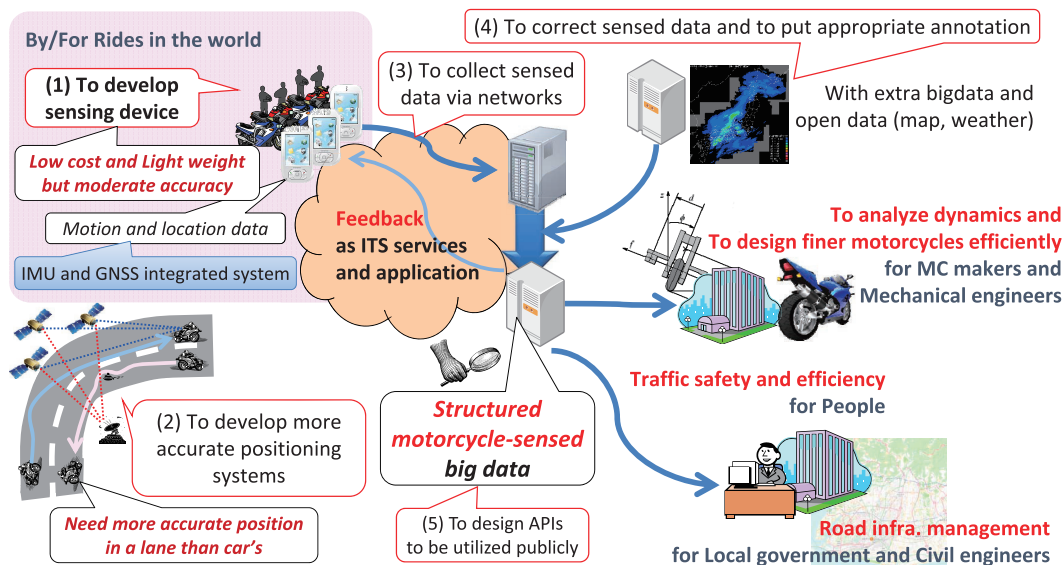 By/For Rides in the world
(1) To develop
sensing device
Low cost and Light weight
but moderate accuracy
Motion and location data
IMU and GNSS integrated system
(3) To collect sensed
data via networks
(4) To correct sensed data and to put appropriate annotation
With extra bigdata and
open data (map, weather)
Feedback
as ITS services
and application
z
d
ϕ
To analyze dynamics and
To design finer motorcycles efficiently
for MC makers and
Mechanical engineers
(2) To develop more
accurate positioning
systems
Need more accurate position
in a lane than car's
Structured
motorcycle-sensed
big data
(5) To design APIs
to be utilized publicly
Traffic safety and efficiency
for People
Road infra. management
for Local government and Civil engineers